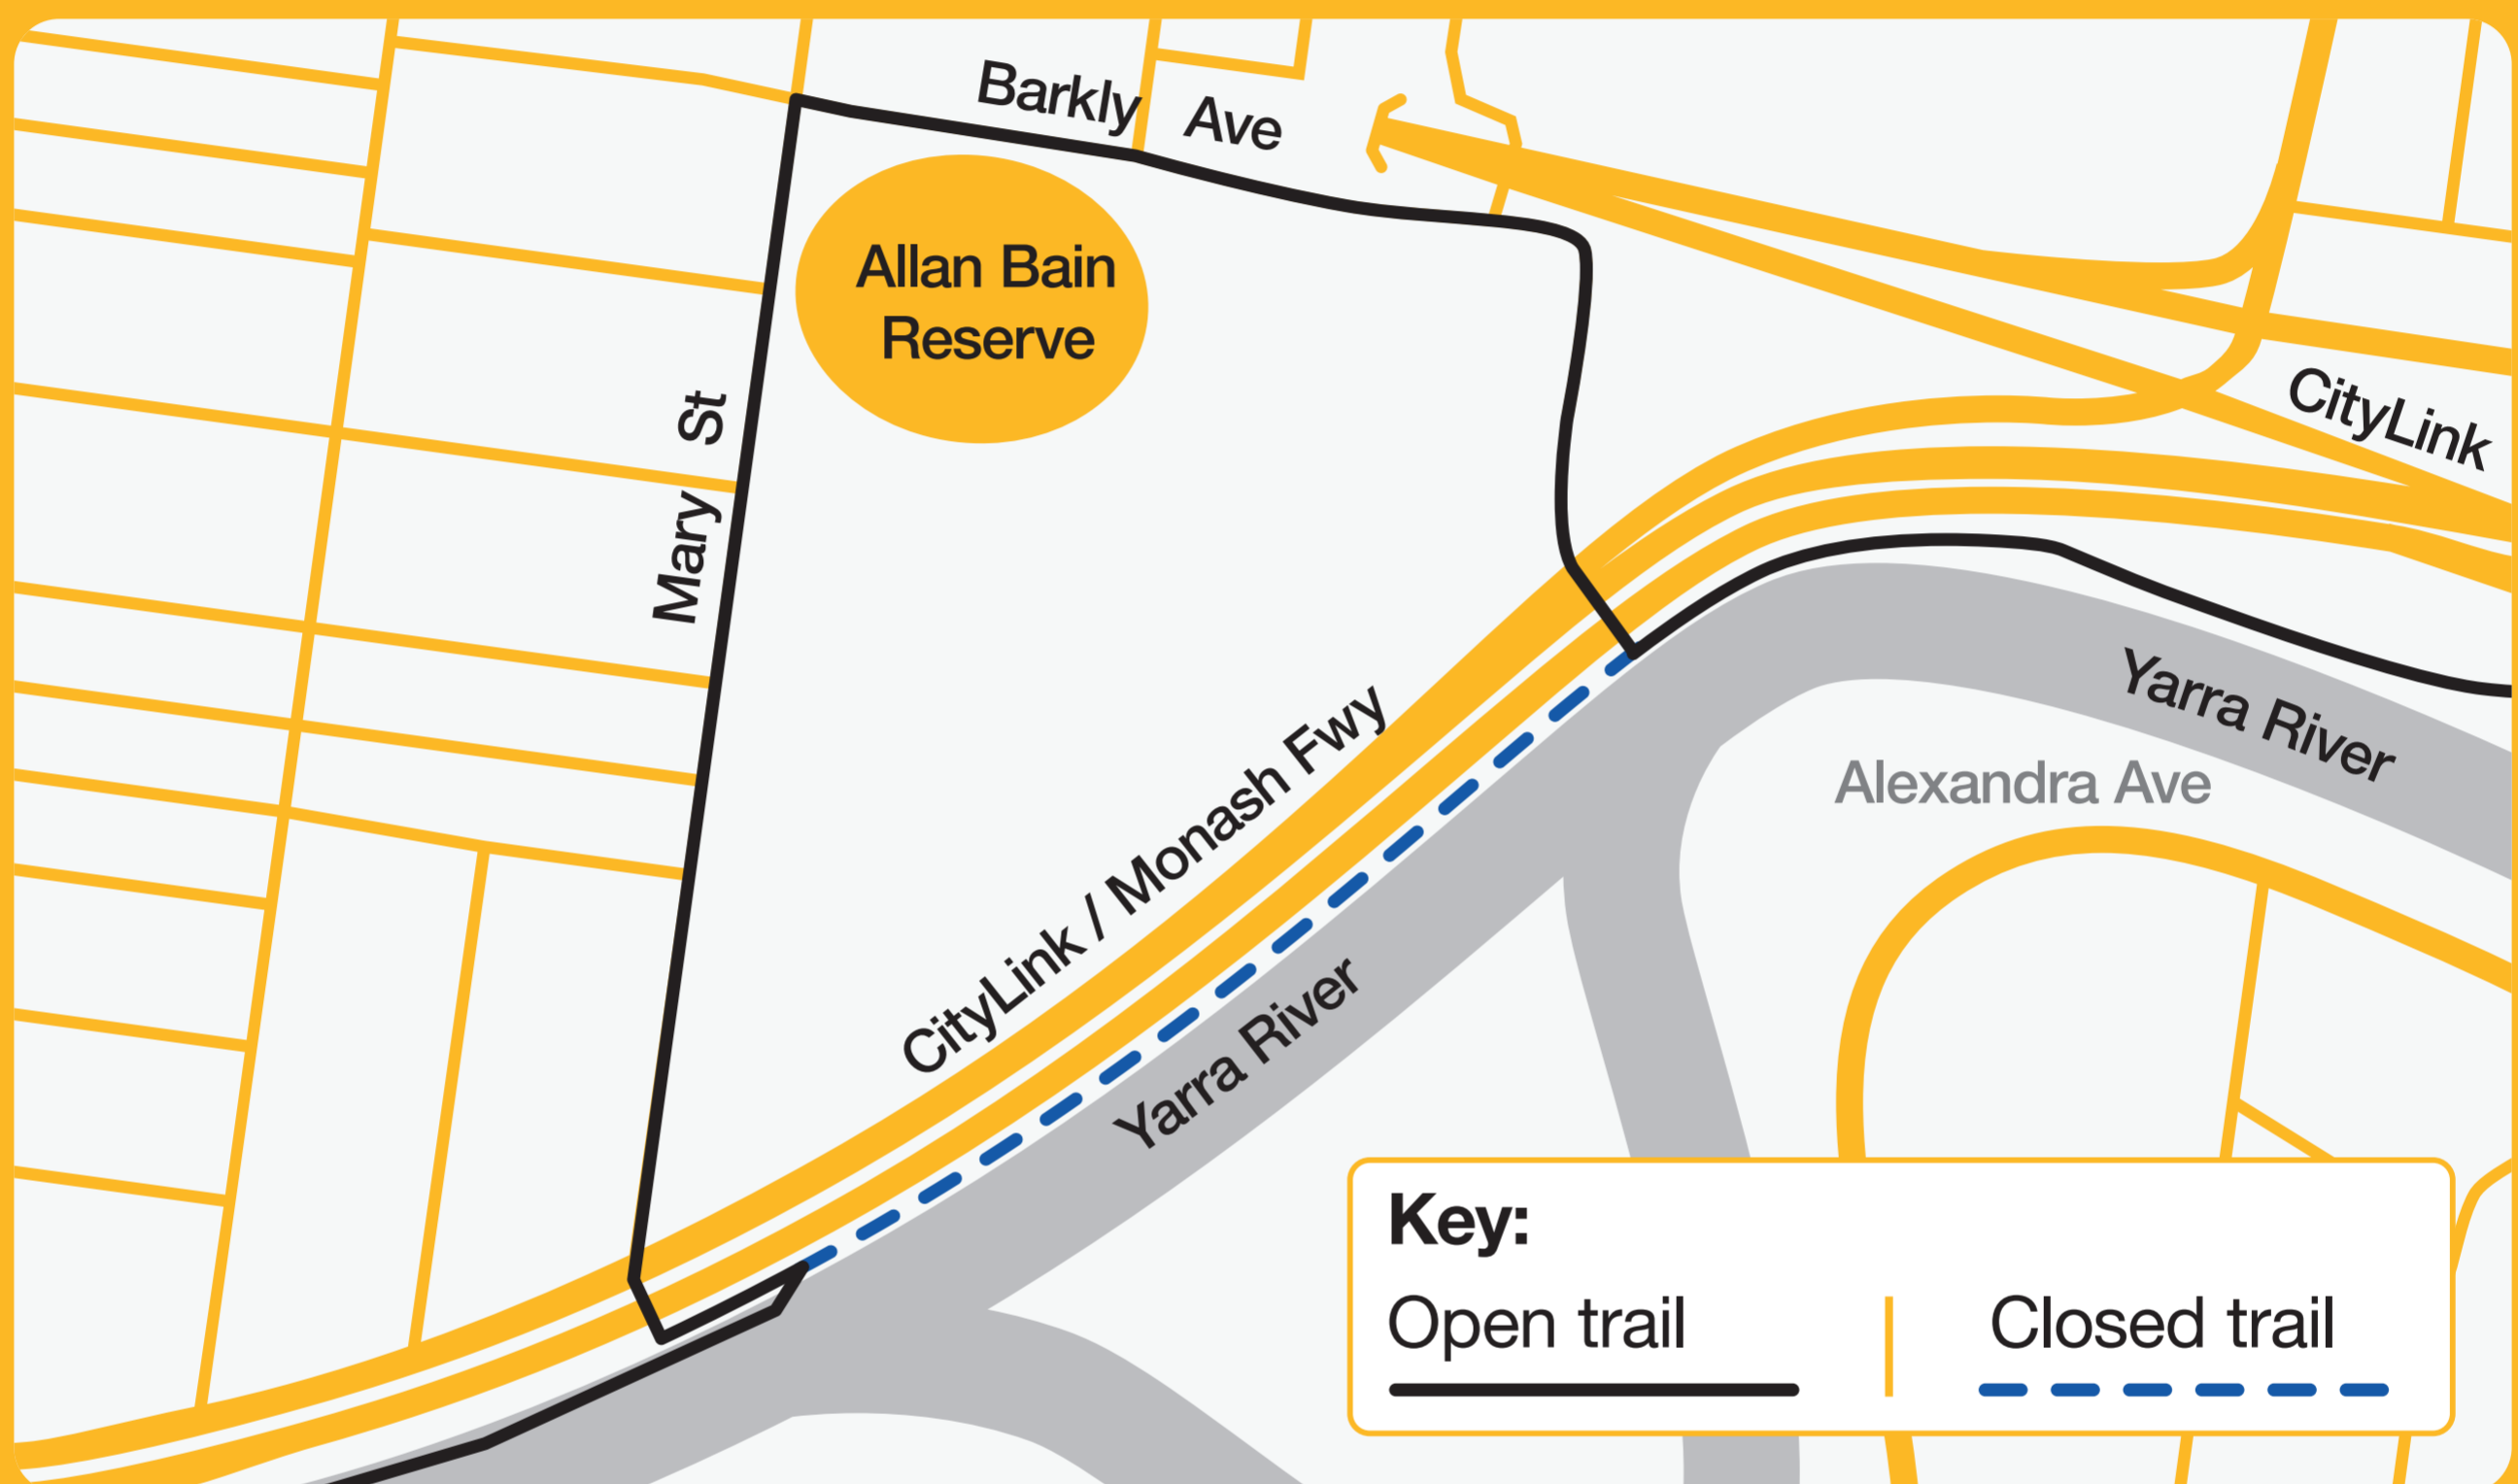 Barkly Ave
Allan Bain
Reserve
Mary St
CityLink
CityLink / Monash Fwy
Yarra River
Alexandra Ave
Yarra River
Key:
Open trail
Closed trail